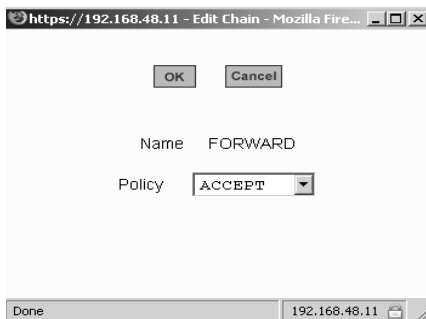 https://192.168.48.11 - Edit Chain - Mozilla Fire...
OK Cancel
Name FORWARD
Policy ACCEPT
Done 192.168.48.11